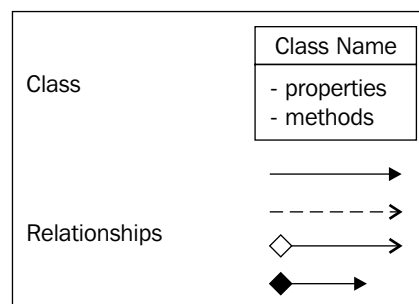 Class Name
Class
- properties
- methods
Relationships